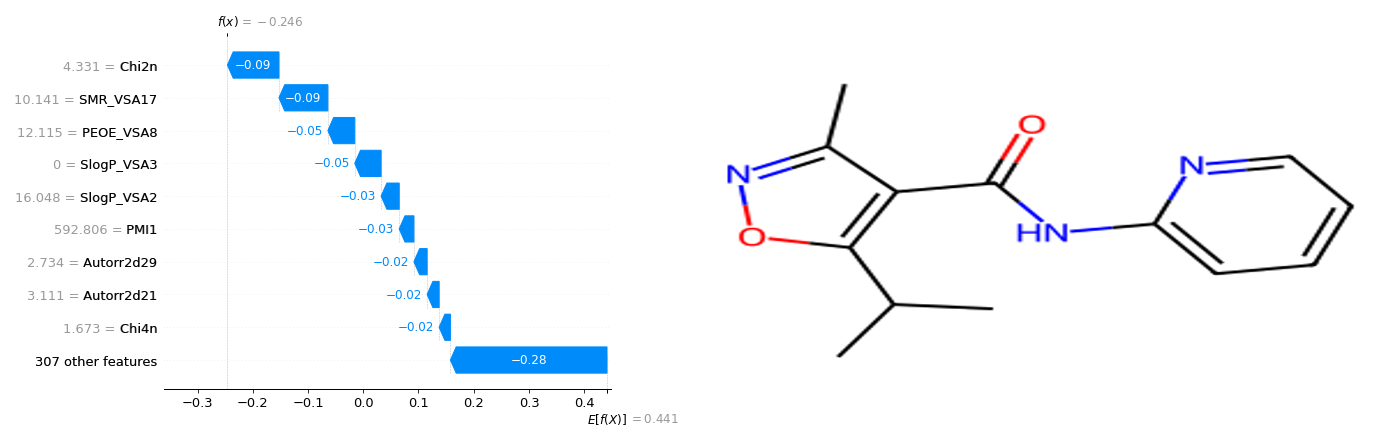 f(x) = −0.246
4.331 = Chi2n
−0.09
10.141 = SMR_VSA17
−0.09
12.115 = PEOE_VSA8
−0.05
0 = SlogP_VSA3
−0.05
16.048 = SlogP_VSA2
−0.03
592.806 = PMI1
−0.03
2.734 = Autorr2d29
−0.02
3.111 = Autorr2d21
−0.02
1.673 = Chi4n
−0.02
307 other features
−0.28
−0.3 −0.2 −0.1 0.0 0.1 0.2 0.3 0.4
E[f(X)] = 0.441
O
N
N
O
HN